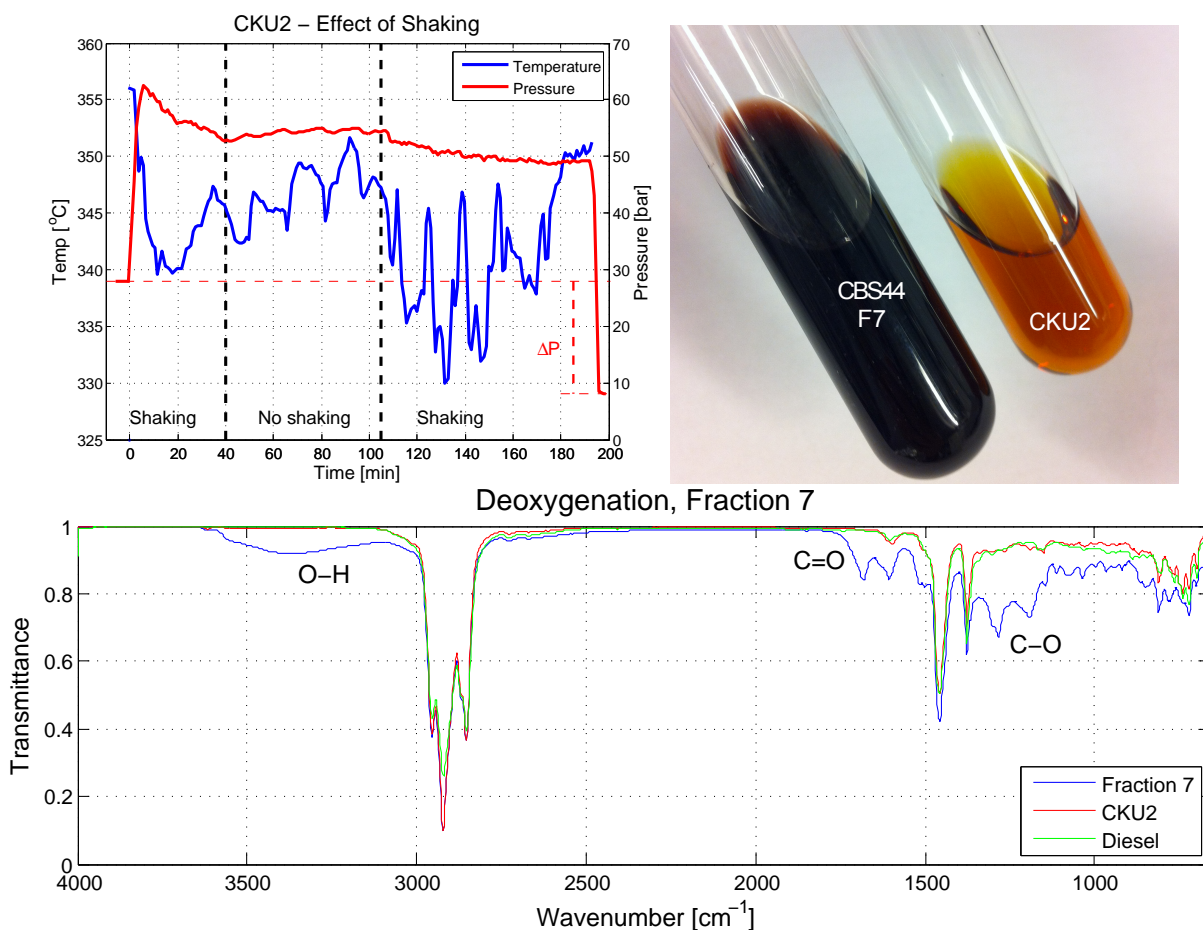 CKU2 – Effect of Shaking
Temperature
Pressure
Temp [°C]
360
355
350
345
340
335
330
325
Pressure [bar]
70
60
50
40
30
20
10
0
ΔP
Shaking
No shaking
Shaking
0 20 40 60 80 100 120 140 160 180 200
Time [min]
CBS44
F7
CKU2
Deoxygenation, Fraction 7
Transmittance
1
0.8
0.6
0.4
0.2
0
O–H
C=O
C–O
Fraction 7
CKU2
Diesel
4000 3500 3000 2500 2000 1500 1000
Wavenumber [cm⁻¹]